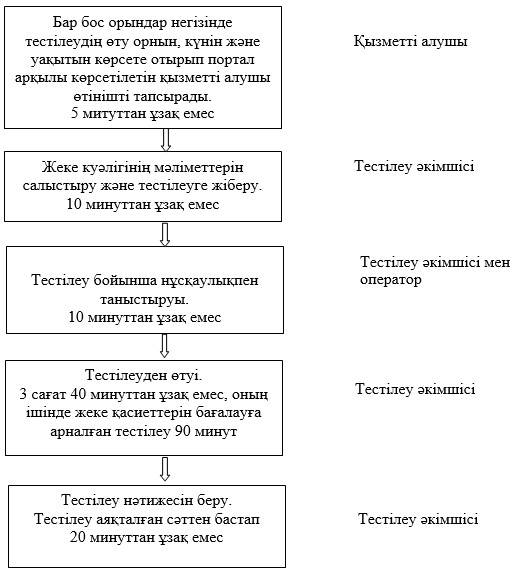 Бар бос орындар негізінде
тестілеудің өту орнын, күнін және
уақытын көрсете отырып портал
арқылы көрсетілетін қызметті алушы
өтінішті тапсырады.
5 митуттан ұзақ емес
Қызметті алушы
Жеке куәлігінің мәліметтерін
салыстыру және тестілеуге жіберу.
10 минуттан ұзақ емес
Тестілеу әкімшісі
Тестілеу бойынша нұсқаулықпен
таныстыруы.
10 минуттан ұзақ емес
Тестілеу әкімшісі мен
оператор
Тестілеуден өтуі.
3 сағат 40 минуттан ұзақ емес, оның
ішінде жеке қасиеттерін бағалауға
арналған тестілеу 90 минут
Тестілеу әкімшісі
Тестілеу нәтижесін беру.
Тестілеу аяқталған сәттен бастап
20 минуттан ұзақ емес
Тестілеу әкімшісі